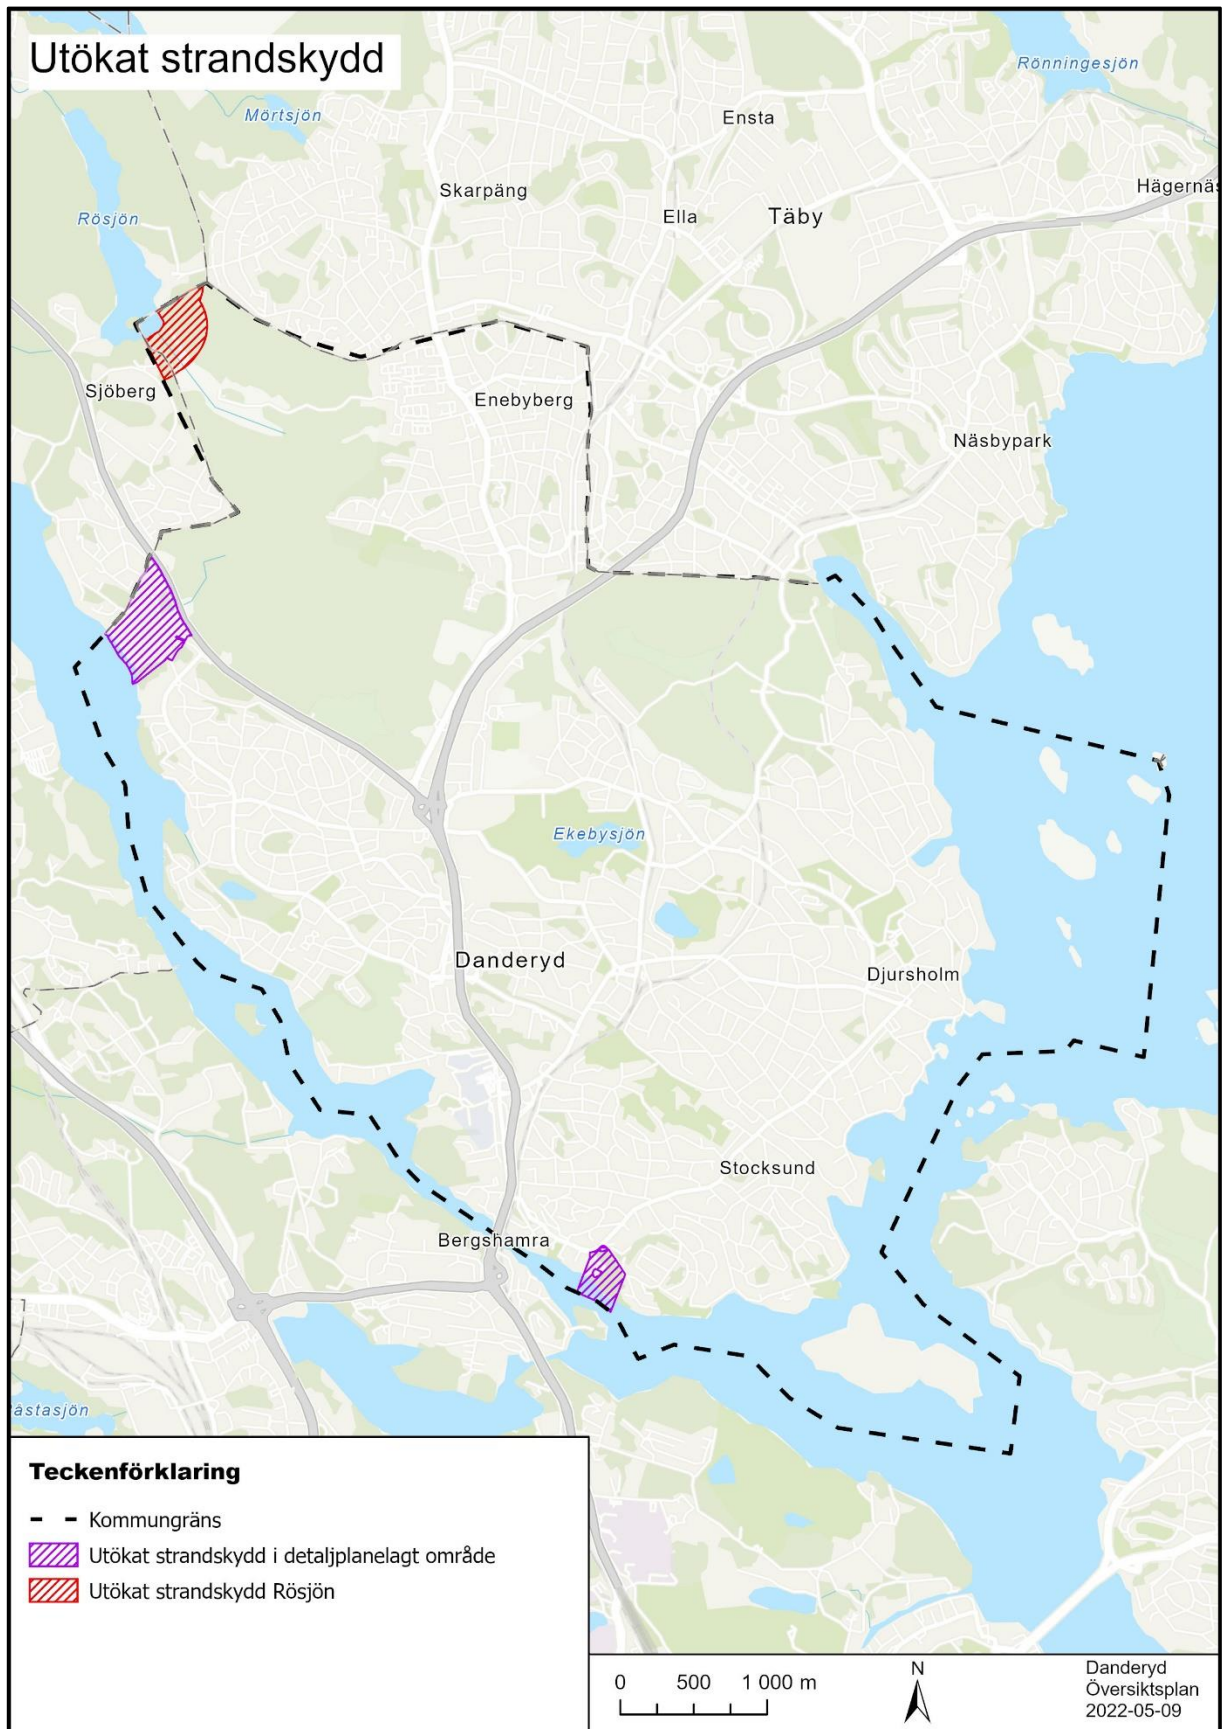 Utökat strandskydd
Rönningesjön
Mörtsjön
Ensta
Skarpäng
Hägernäs
Rösjön
Ella
Täby
Sjöberg
Enebyberg
Näsbypark
Ekebysjön
Danderyd
Djursholm
Stocksund
Bergshamra
åstasjön
Teckenförklaring
Kommungräns
Utökat strandskydd i detaljplanelagt område
Utökat strandskydd Rösjön
0 500 1 000 m
N
Danderyd
Översiktsplan
2022-05-09